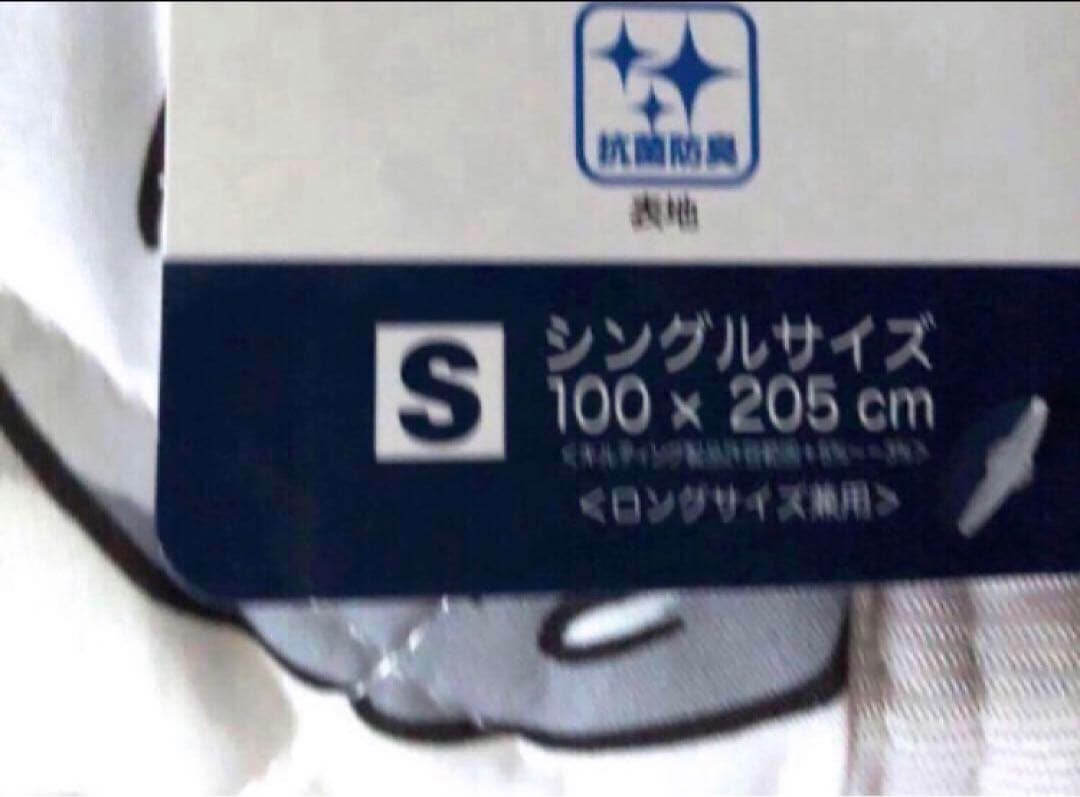 抗菌防臭
表地
S
シングルサイズ
100 x 205 cm
<ロングサイズ兼用>